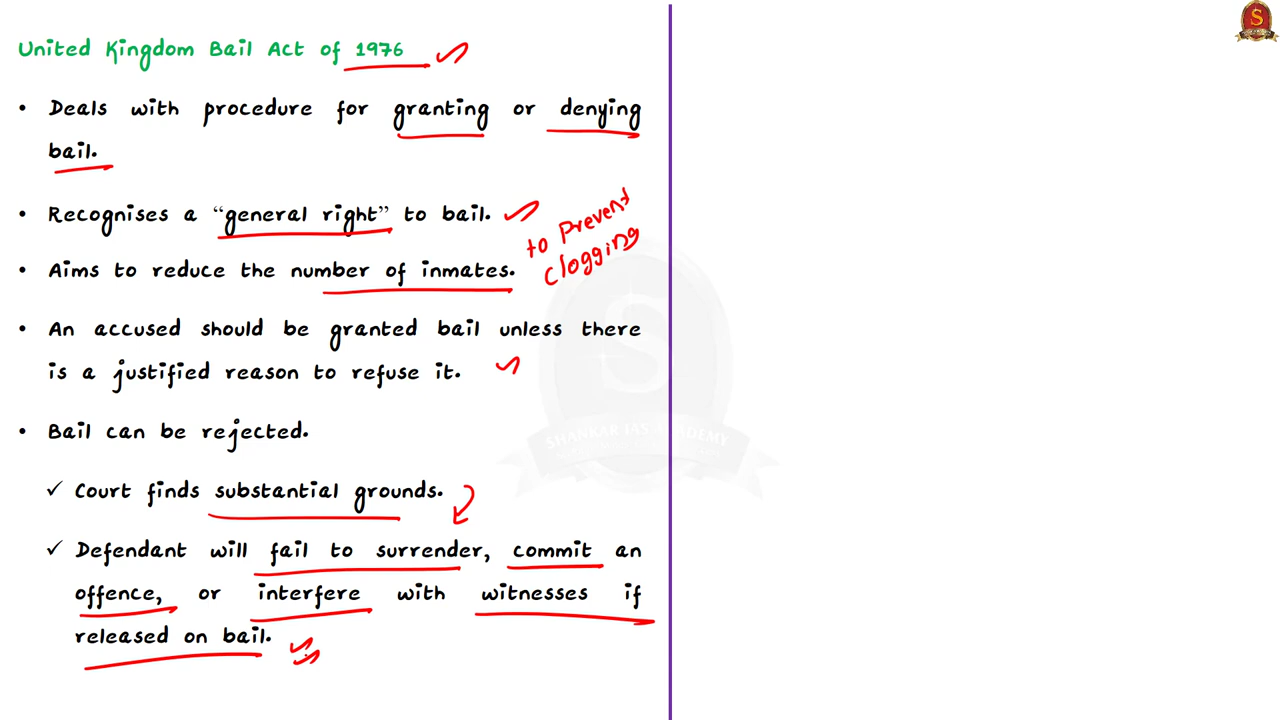 United Kingdom Bail Act of 1976
• Deals with procedure for granting or denying
bail.
• Recognises a “general right” to bail.
to prevent
clogging
• Aims to reduce the number of inmates.
• An accused should be granted bail unless there
is a justified reason to refuse it.
• Bail can be rejected.
✓ Court finds substantial grounds.
✓ Defendant will fail to surrender, commit an
offence, or interfere with witnesses if
released on bail.
S
SHANKAR IAS ACADEMY